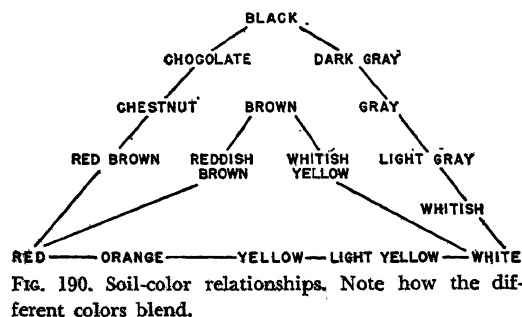 BLACK
CHOCOLATE DARK GRAY
CHESTNUT BROWN GRAY
RED BROWN REDDISH BROWN WHITISH YELLOW LIGHT GRAY
WHITISH
RED ORANGE YELLOW LIGHT YELLOW WHITE
FIG. 190. Soil-color relationships. Note how the dif-
ferent colors blend.